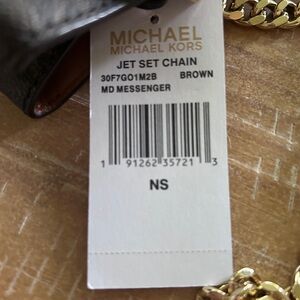 MICHAEL
MICHAEL KORS
JET SET CHAIN
30F7GO1M2B BROWN
MD MESSENGER
1 91262 35721 3
NS